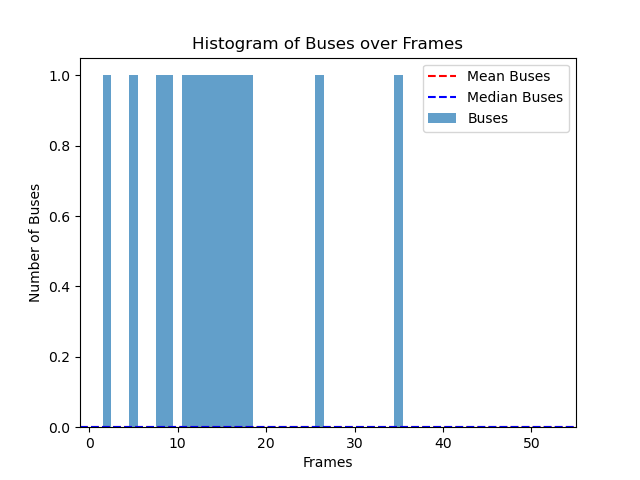 Histogram of Buses over Frames
Mean Buses
Median Buses
Buses
1.0
0.8
0.6
0.4
0.2
0.0
Number of Buses
0 10 20 30 40 50
Frames